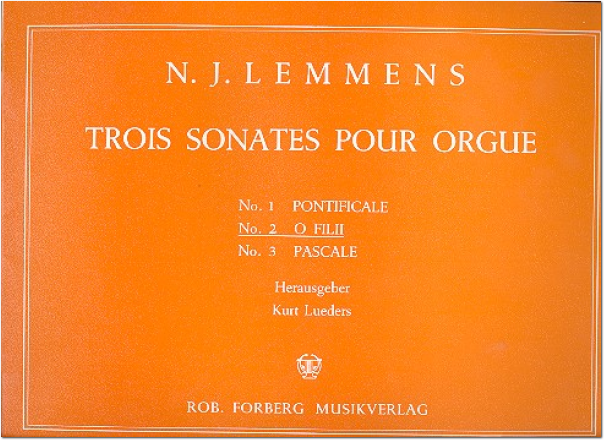 N. J. LEMMENS
TROIS SONATES POUR ORGUE
No. 1 PONTIFICALE
No. 2 O FILII
No. 3 PASCALE
Herausgeber
Kurt Lueders
ROB. FORBERG MUSIKVERLAG